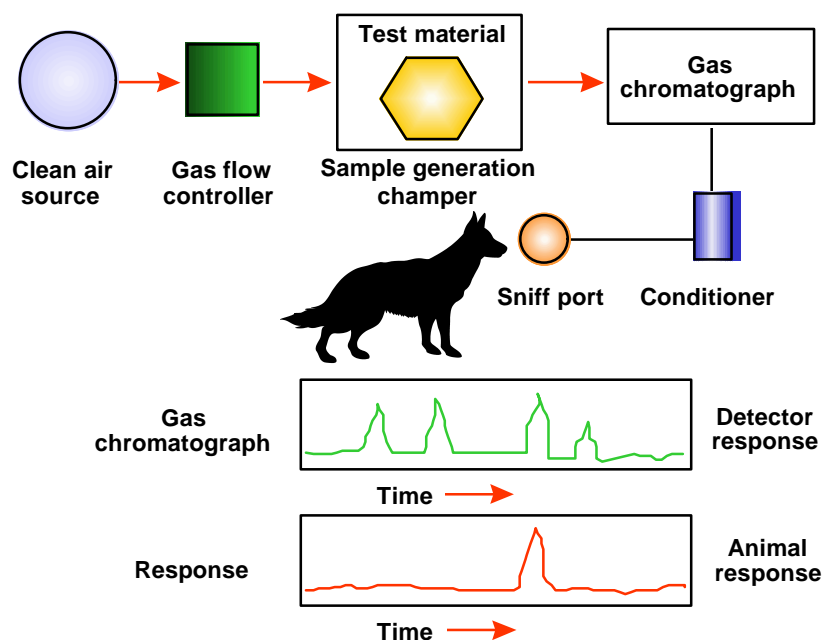 Test material
Gas
chromatograph
Clean air
source
Gas flow
controller
Sample generation
champer
Sniff port
Conditioner
Gas
chromatograph
Detector
response
Time
Response
Animal
response
Time